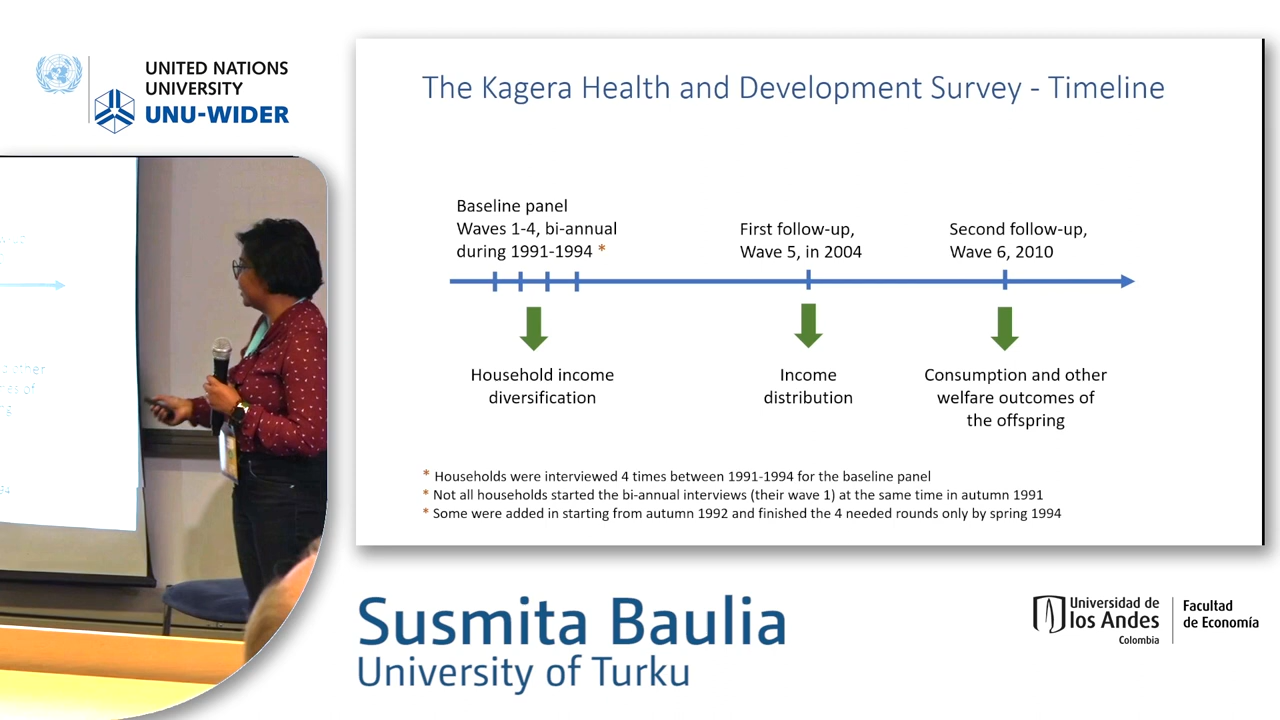 UNITED NATIONS
UNIVERSITY
UNU-WIDER
The Kagera Health and Development Survey - Timeline
Baseline panel
Waves 1-4, bi-annual
during 1991-1994 *
First follow-up,
Wave 5, in 2004
Second follow-up,
Wave 6, 2010
Household income
diversification
Income
distribution
Consumption and other
welfare outcomes of
the offspring
* Households were interviewed 4 times between 1991-1994 for the baseline panel
* Not all households started the bi-annual interviews (their wave 1) at the same time in autumn 1991
* Some were added in starting from autumn 1992 and finished the 4 needed rounds only by spring 1994
Susmita Baulia
University of Turku
Universidad de
los Andes
Colombia
Facultad
de Economía